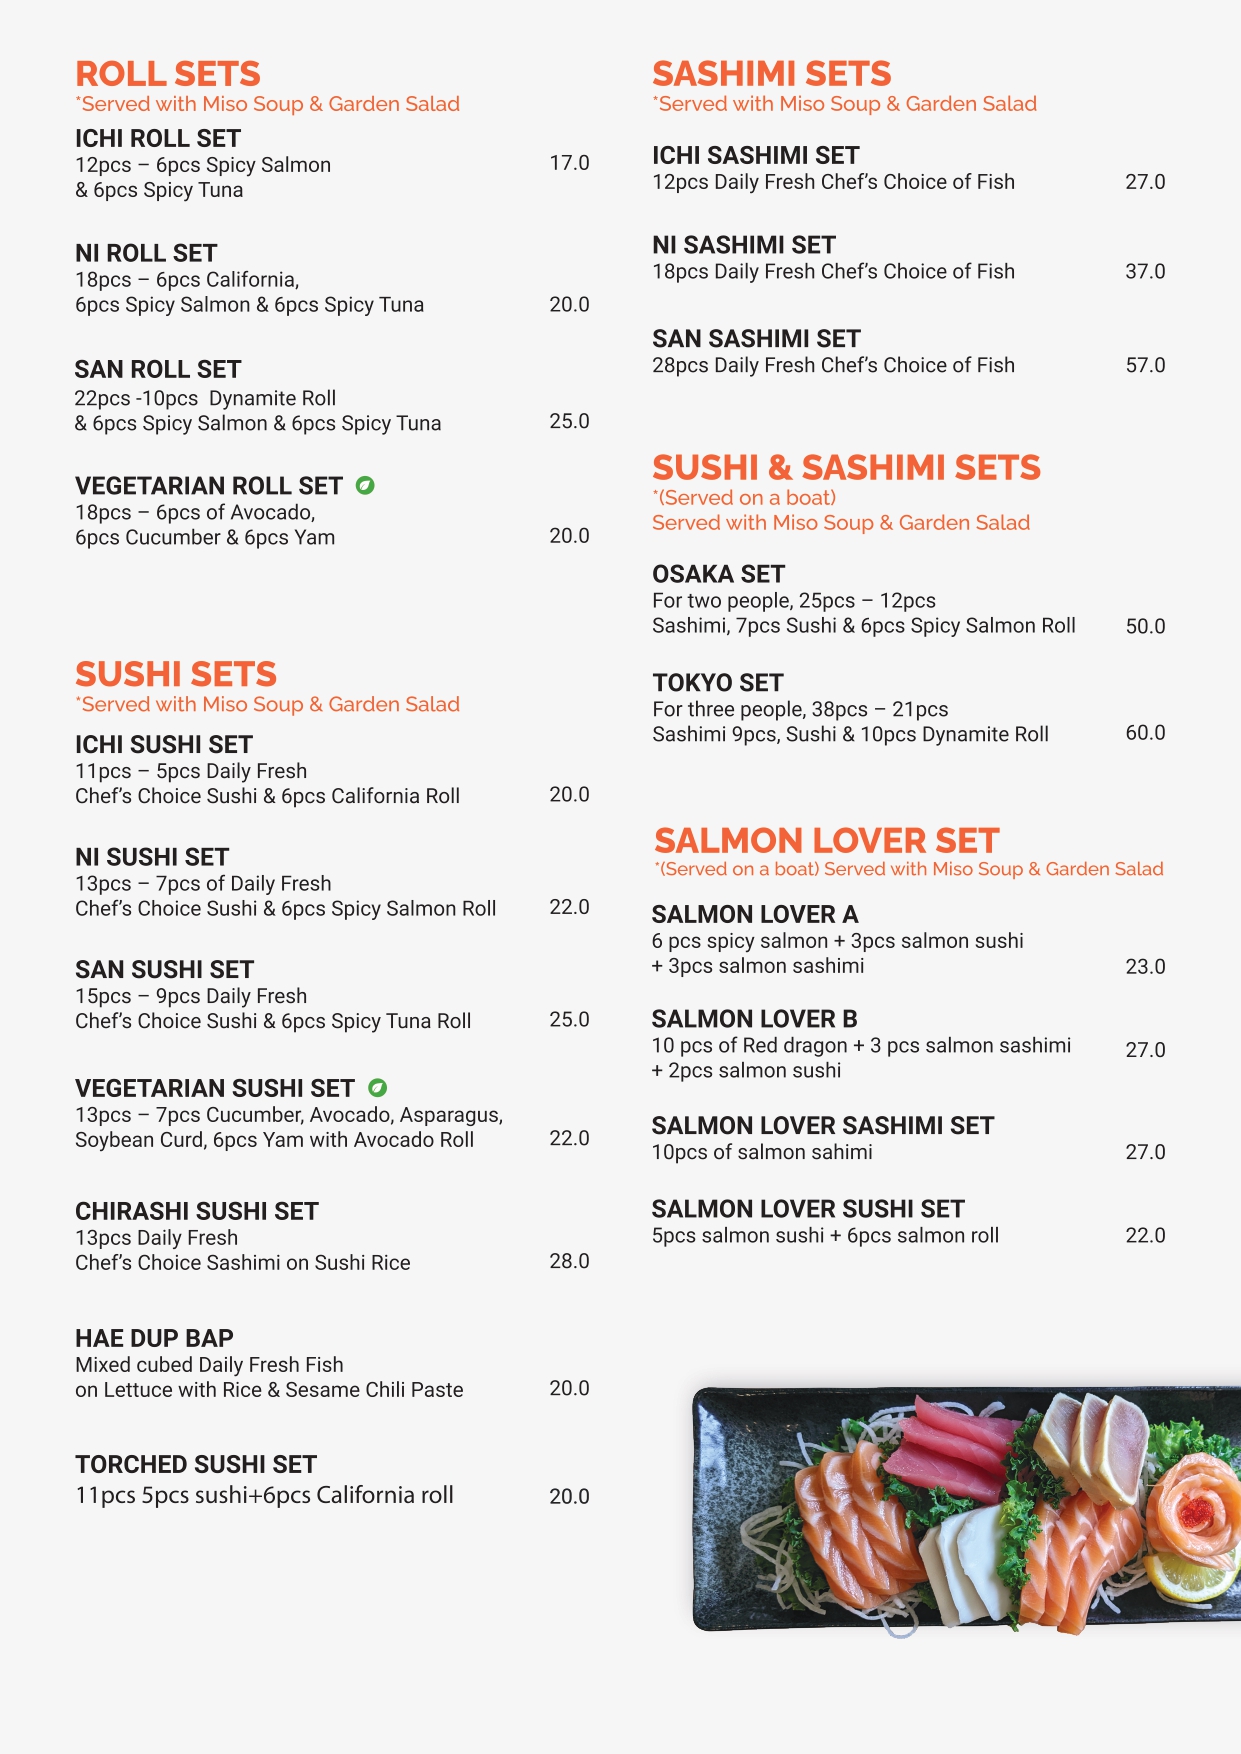 ROLL SETS
*Served with Miso Soup & Garden Salad
ICHI ROLL SET
12pcs – 6pcs Spicy Salmon 17.0
& 6pcs Spicy Tuna
NI ROLL SET
18pcs – 6pcs California,
6pcs Spicy Salmon & 6pcs Spicy Tuna 20.0
SAN ROLL SET
22pcs -10pcs  Dynamite Roll
& 6pcs Spicy Salmon & 6pcs Spicy Tuna 25.0
VEGETARIAN ROLL SET
18pcs – 6pcs of Avocado,
6pcs Cucumber & 6pcs Yam 20.0
SUSHI SETS
*Served with Miso Soup & Garden Salad
ICHI SUSHI SET
11pcs – 5pcs Daily Fresh
Chef’s Choice Sushi & 6pcs California Roll 20.0
NI SUSHI SET
13pcs – 7pcs of Daily Fresh
Chef’s Choice Sushi & 6pcs Spicy Salmon Roll 22.0
SAN SUSHI SET
15pcs – 9pcs Daily Fresh
Chef’s Choice Sushi & 6pcs Spicy Tuna Roll 25.0
VEGETARIAN SUSHI SET
13pcs – 7pcs Cucumber, Avocado, Asparagus,
Soybean Curd, 6pcs Yam with Avocado Roll 22.0
CHIRASHI SUSHI SET
13pcs Daily Fresh
Chef’s Choice Sashimi on Sushi Rice 28.0
HAE DUP BAP
Mixed cubed Daily Fresh Fish
on Lettuce with Rice & Sesame Chili Paste 20.0
TORCHED SUSHI SET
11pcs 5pcs sushi+6pcs California roll 20.0
SASHIMI SETS
*Served with Miso Soup & Garden Salad
ICHI SASHIMI SET
12pcs Daily Fresh Chef’s Choice of Fish 27.0
NI SASHIMI SET
18pcs Daily Fresh Chef’s Choice of Fish 37.0
SAN SASHIMI SET
28pcs Daily Fresh Chef’s Choice of Fish 57.0
SUSHI & SASHIMI SETS
*(Served on a boat)
Served with Miso Soup & Garden Salad
OSAKA SET
For two people, 25pcs – 12pcs
Sashimi, 7pcs Sushi & 6pcs Spicy Salmon Roll 50.0
TOKYO SET
For three people, 38pcs – 21pcs
Sashimi 9pcs, Sushi & 10pcs Dynamite Roll 60.0
SALMON LOVER SET
*(Served on a boat) Served with Miso Soup & Garden Salad
SALMON LOVER A
6 pcs spicy salmon + 3pcs salmon sushi
+ 3pcs salmon sashimi 23.0
SALMON LOVER B
10 pcs of Red dragon + 3 pcs salmon sashimi 27.0
+ 2pcs salmon sushi
SALMON LOVER SASHIMI SET
10pcs of salmon sahimi 27.0
SALMON LOVER SUSHI SET
5pcs salmon sushi + 6pcs salmon roll 22.0